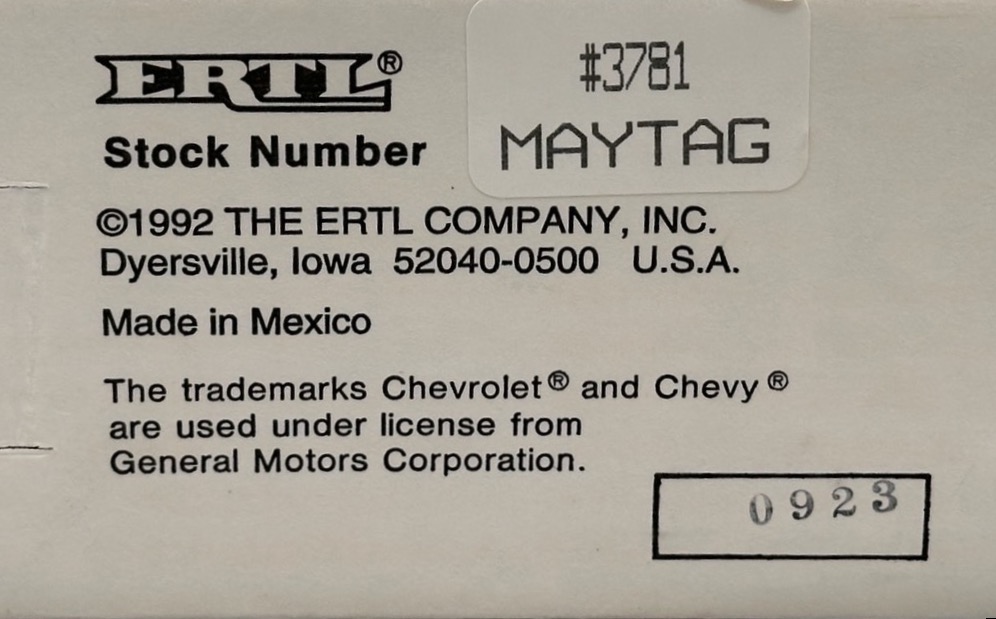 ERTL®
#3781
Stock Number
MAYTAG
©1992 THE ERTL COMPANY, INC.
Dyersville, Iowa 52040-0500 U.S.A.
Made in Mexico
The trademarks Chevrolet® and Chevy®
are used under license from
General Motors Corporation.
0923